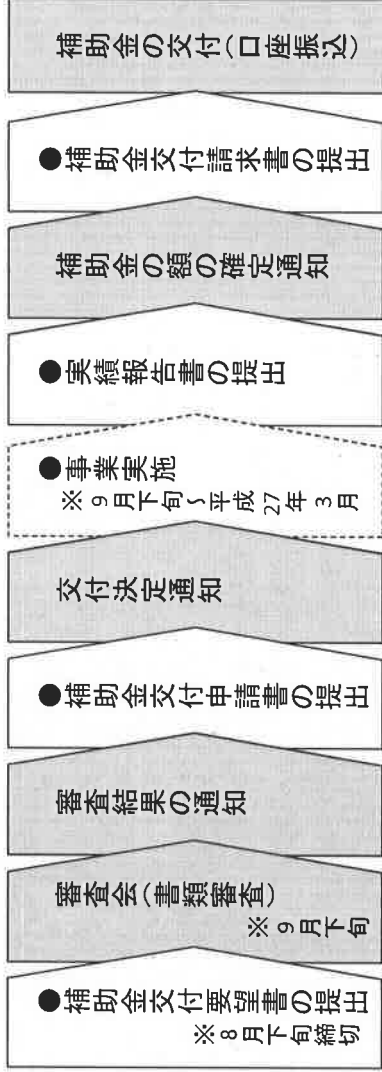 ●補助金交付要望書の提出
※8月下旬締切
審査会(書類審査)
※9月下旬
審査結果の通知
●補助金交付申請書の提出
交付決定通知
●事業実施
※9月下旬～平成27年3月
●実績報告書の提出
補助金の額の確定通知
●補助金交付請求書の提出
補助金の交付(口座振込)